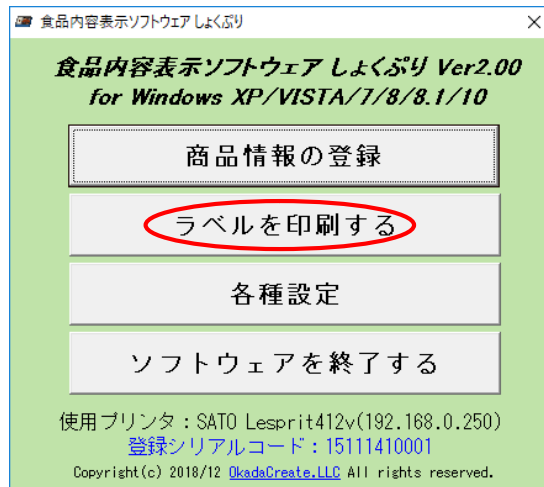 食品内容表示ソフトウェア しょくぷり
食品内容表示ソフトウェア しょくぷり Ver2.00
for Windows XP/VISTA/7/8/8.1/10
商品情報の登録
ラベルを印刷する
各種設定
ソフトウェアを終了する
使用プリンタ：SATO Lesprit412v(192.168.0.250)
登録シリアルコード：15111410001
Copyright(c) 2018/12 OkadaCreate.LLC All rights reserved.